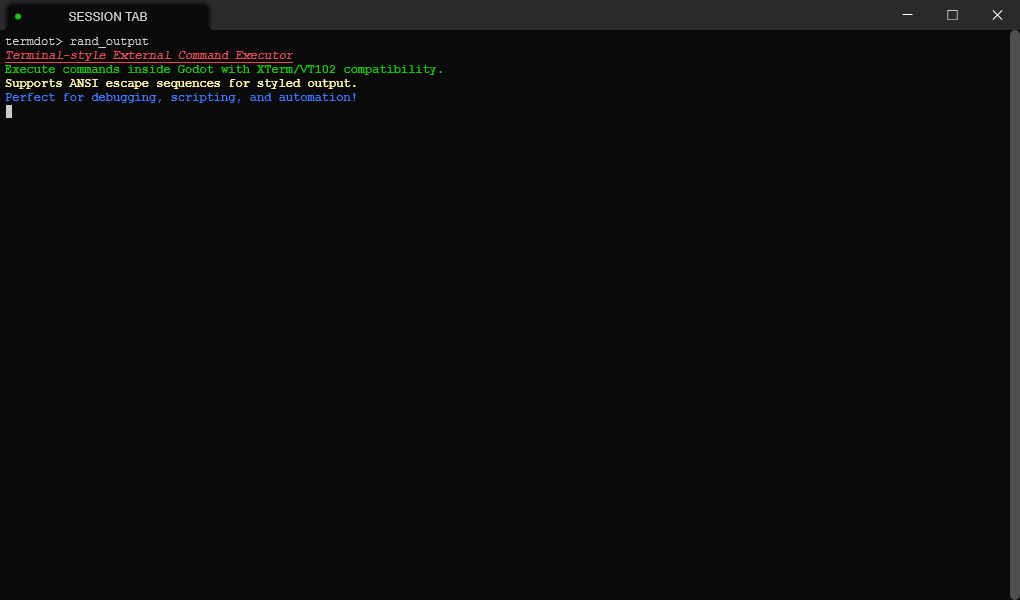 SESSION TAB
termdot> rand_output
Terminal-style External Command Executor
Execute commands inside Godot with XTerm/VT102 compatibility.
Supports ANSI escape sequences for styled output.
Perfect for debugging, scripting, and automation!